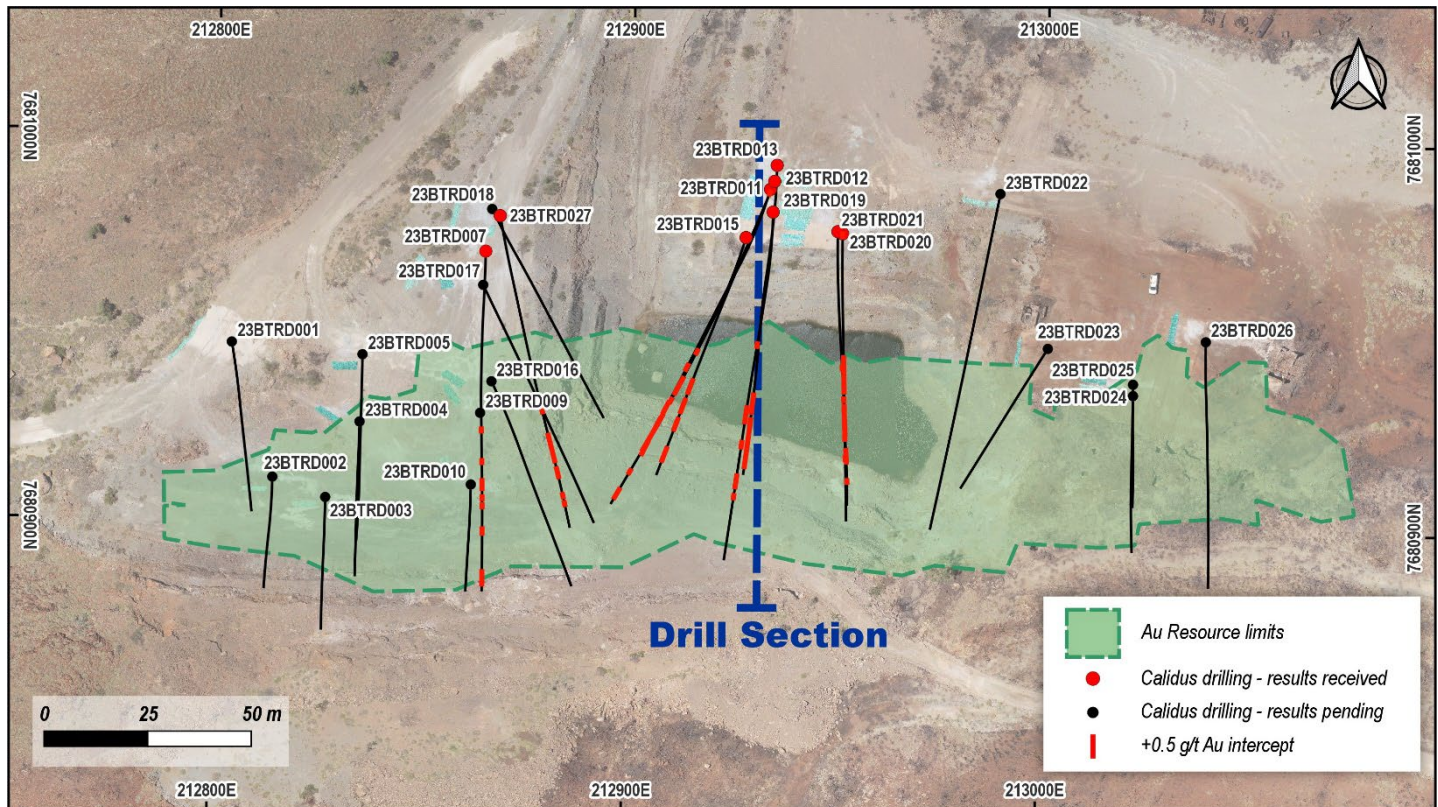 212800E
212900E
213000E
7681000N
7681000N
23BTRD013
23BTRD011
23BTRD012
23BTRD022
23BTRD018
23BTRD019
23BTRD027
23BTRD015
23BTRD021
23BTRD007
23BTRD020
23BTRD017
23BTRD001
23BTRD005
23BTRD023
23BTRD026
23BTRD016
23BTRD025
23BTRD009
23BTRD024
23BTRD004
23BTRD002
23BTRD010
23BTRD003
7680900N
7680900N
Drill Section
Au Resource limits
Calidus drilling - results received
Calidus drilling - results pending
+0.5 g/t Au intercept
0 25 50 m
212800E
212900E
213000E